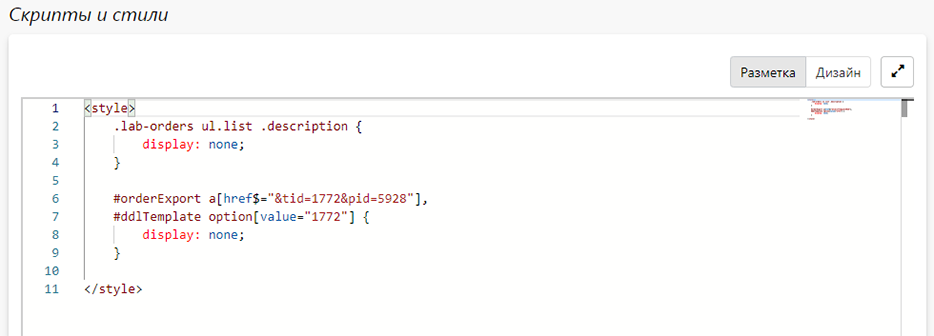 Скрипты и стили
Разметка Дизайн
1 <style>
2 .lab-orders ul.list .description {
3 display: none;
4 }
5
6 #orderExport a[href$="&tid=1772&pid=5928"],
7 #ddlTemplate option[value="1772"] {
8 display: none;
9 }
10
11 </style>